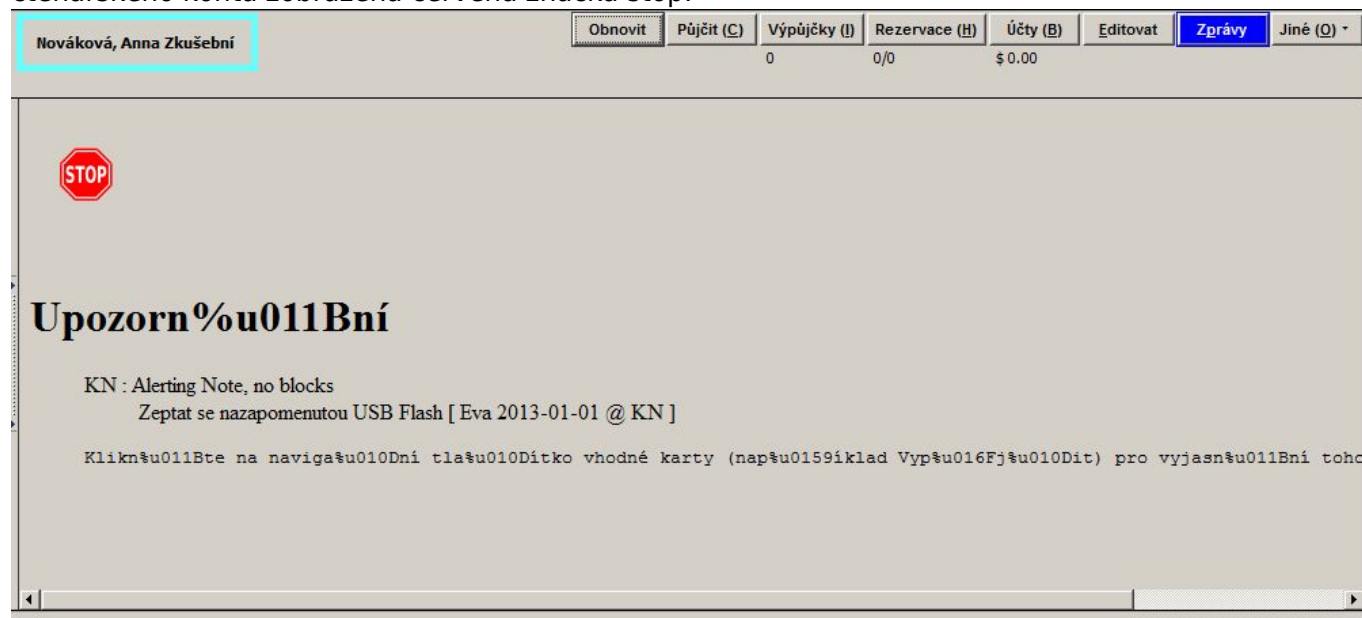 Nováková, Anna Zkušební
Obnovit Půjčit (C) Výpůjčky (I) Rezervace (H) Účty (B) Editovat Zprávy Jiné (O)
0 0/0 $ 0.00
STOP
Upozorn%u011Bní
KN : Alerting Note, no blocks
Zeptat se nazapomenutou USB Flash [ Eva 2013-01-01 @ KN ]
Klikn%u011Bte na naviga%u010Dní tla%u010Dítko vhodné karty (nap%u0159íklad Vyp%u016Fj%u010Dit) pro vyjasn%u011Bní toho